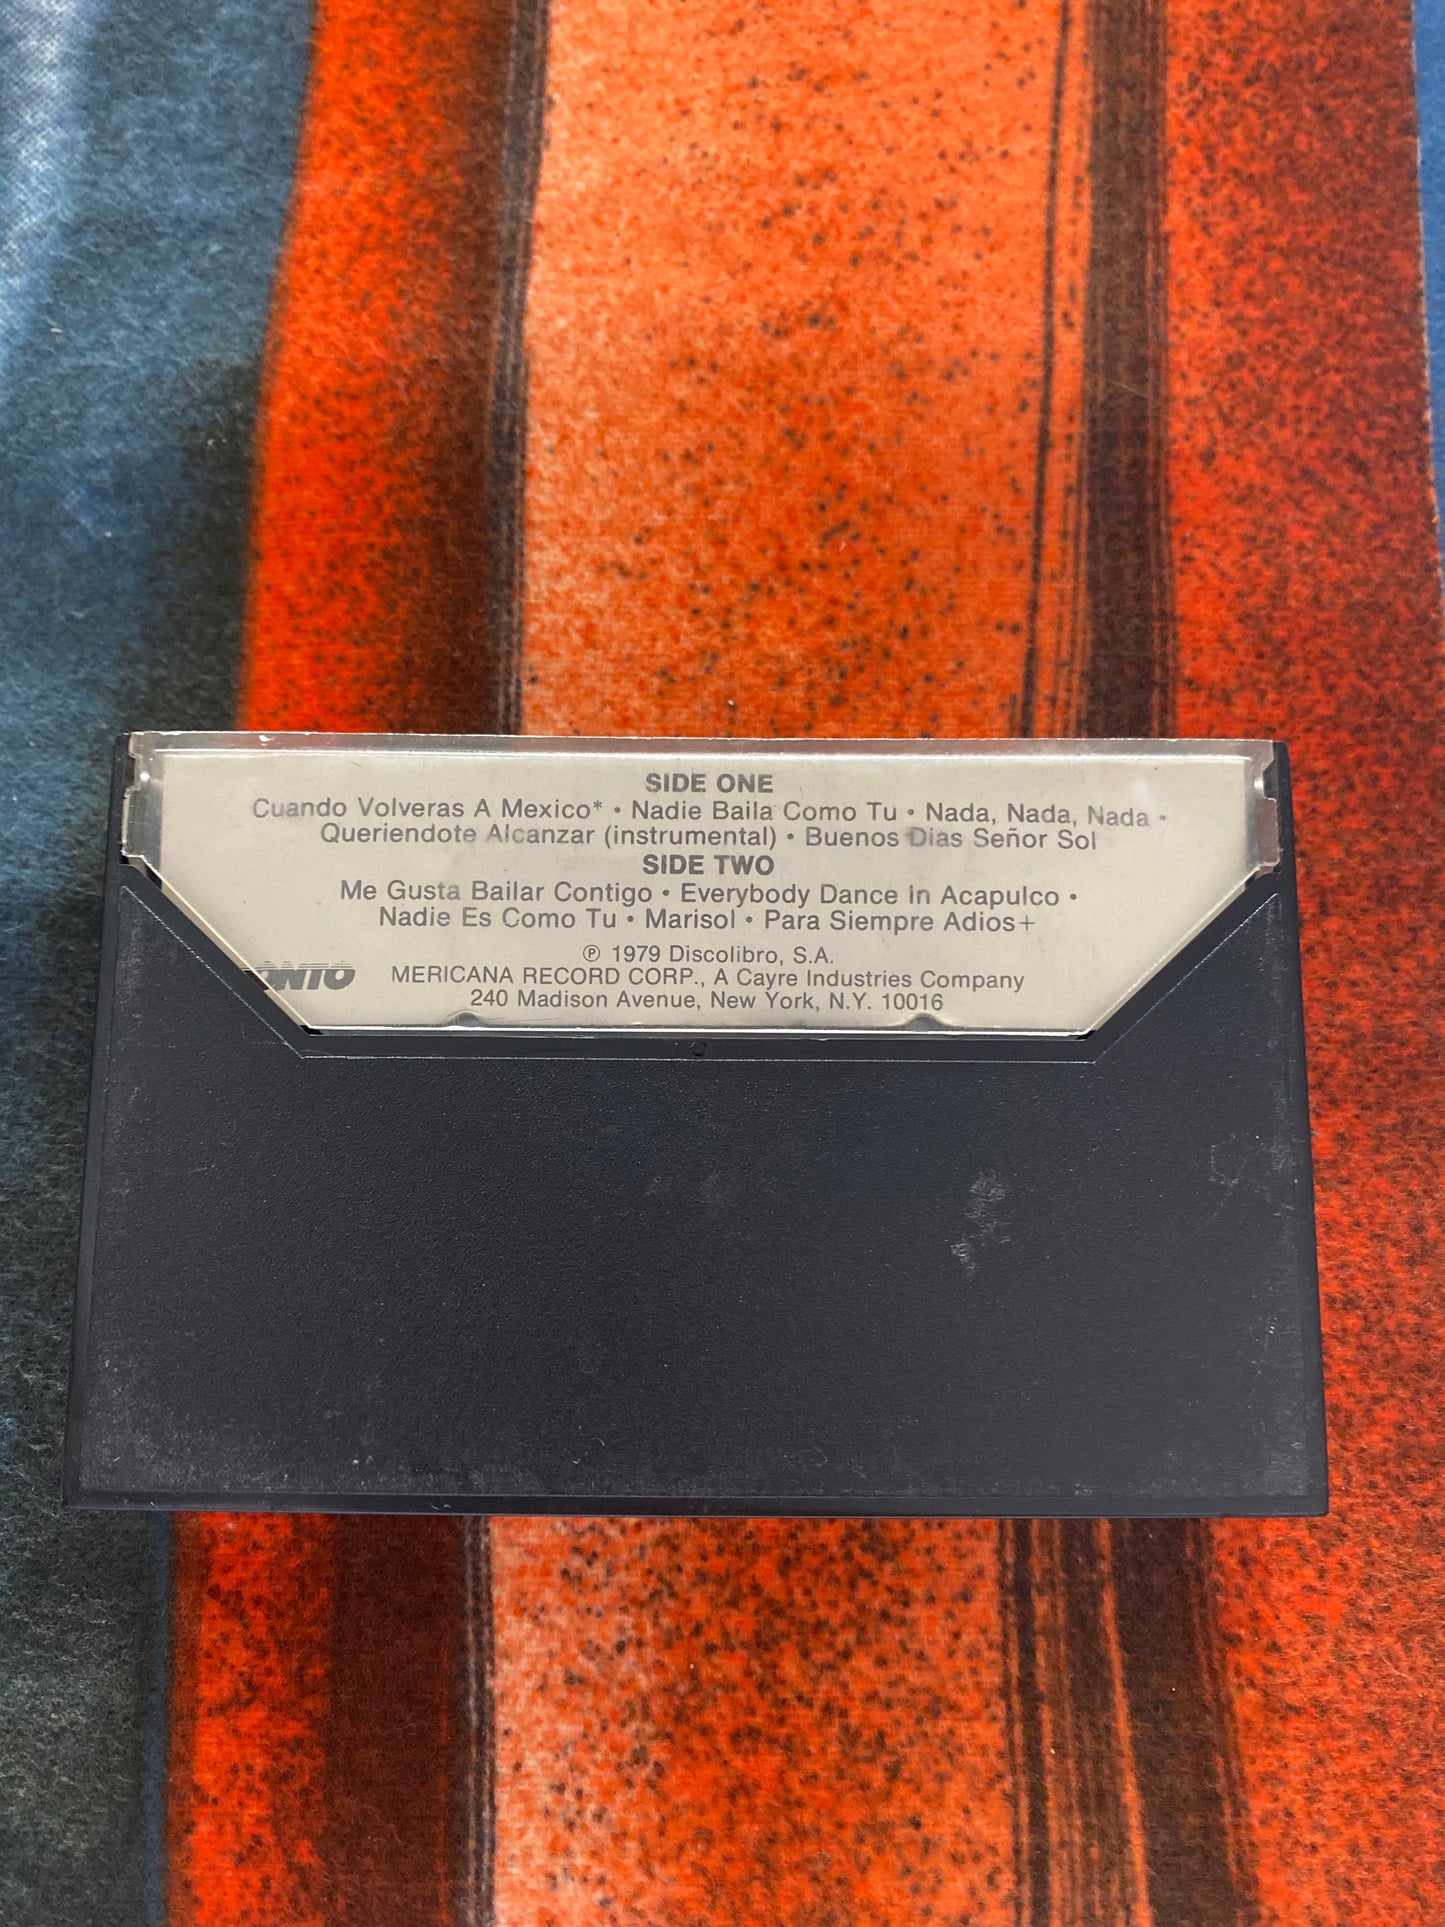 SIDE ONE
Cuando Volveras A Mexico* • Nadie Baila Como Tu • Nada, Nada, Nada •
Queriendote Alcanzar (instrumental) • Buenos Dias Señor Sol
SIDE TWO
Me Gusta Bailar Contigo • Everybody Dance In Acapulco •
Nadie Es Como Tu • Marisol • Para Siempre Adios+
℗ 1979 Discolibro, S.A.
MERICANA RECORD CORP., A Cayre Industries Company
240 Madison Avenue, New York, N.Y. 10016